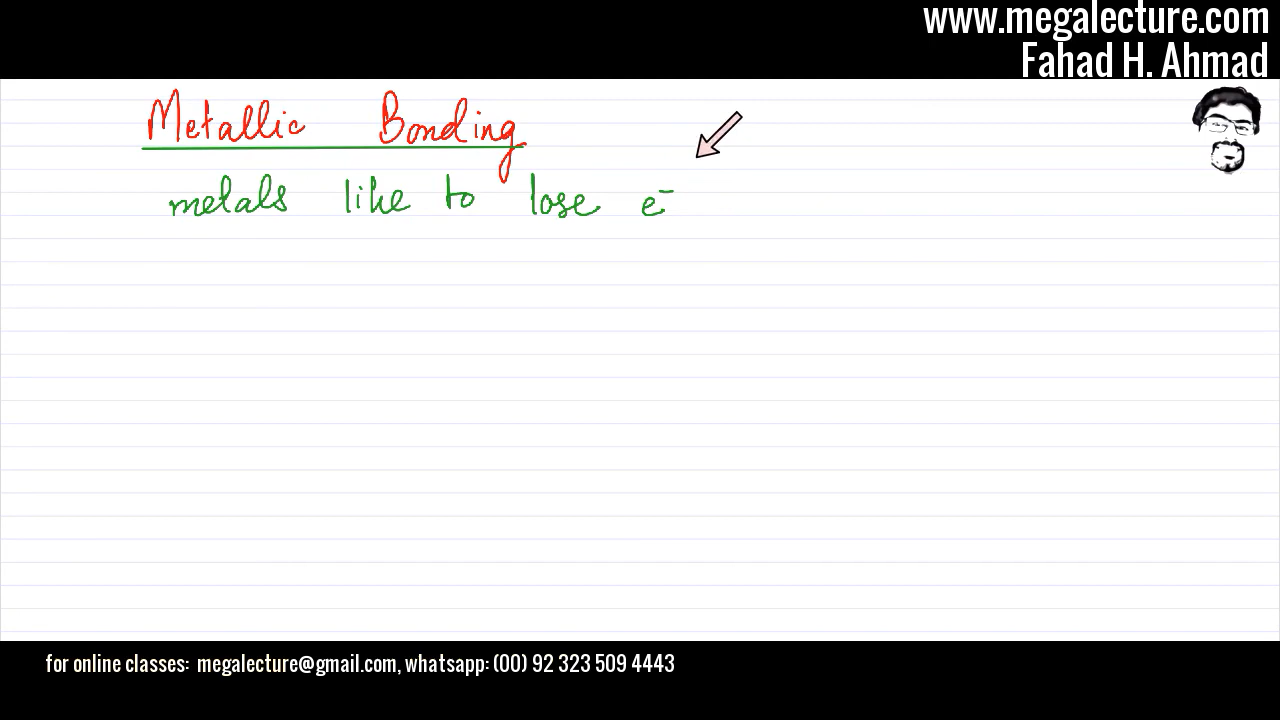 www.megalecture.com
Fahad H. Ahmad
Metallic Bonding
metals like to lose e⁻
for online classes: megalecture@gmail.com, whatsapp: (00) 92 323 509 4443